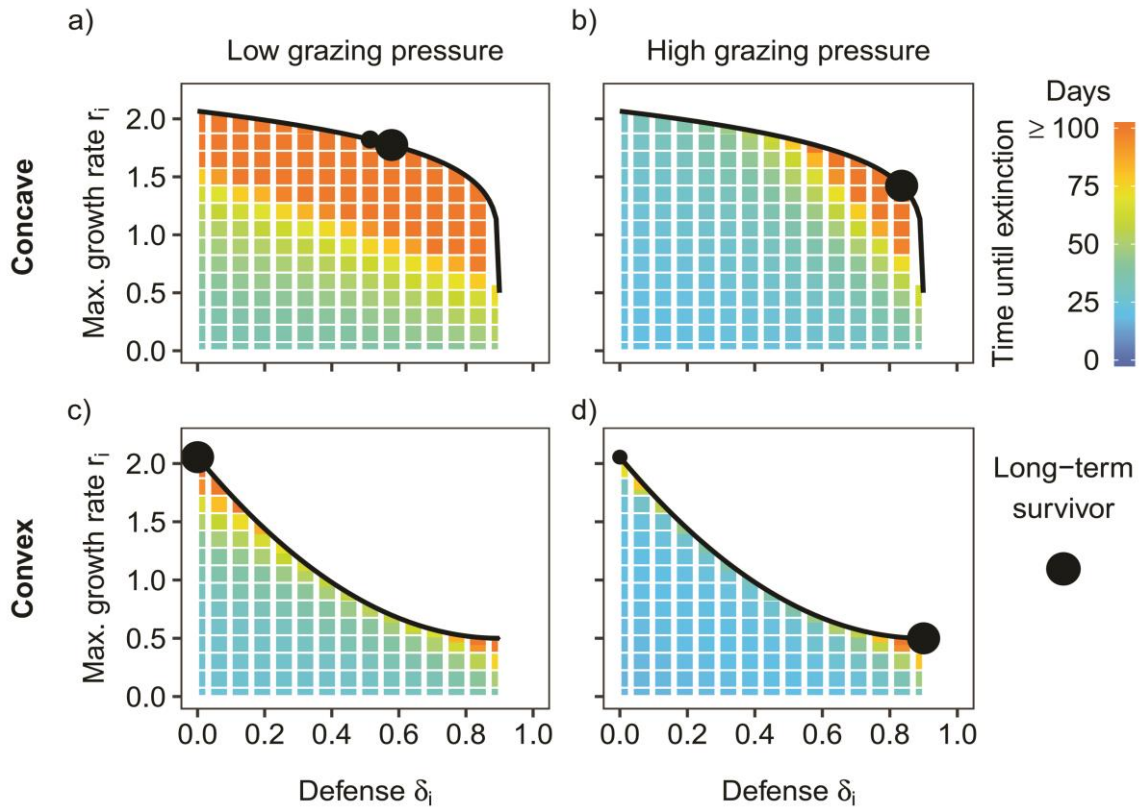 a)
b)
Low grazing pressure
High grazing pressure
Concave
Max. growth rate rᵢ
2.0
1.5
1.0
0.5
0.0
Days
Time until extinction
≥ 100
75
50
25
0
c)
d)
Convex
Max. growth rate rᵢ
2.0
1.5
1.0
0.5
0.0
Long−term
survivor
0.0 0.2 0.4 0.6 0.8 1.0
0.0 0.2 0.4 0.6 0.8 1.0
Defense δᵢ
Defense δᵢ